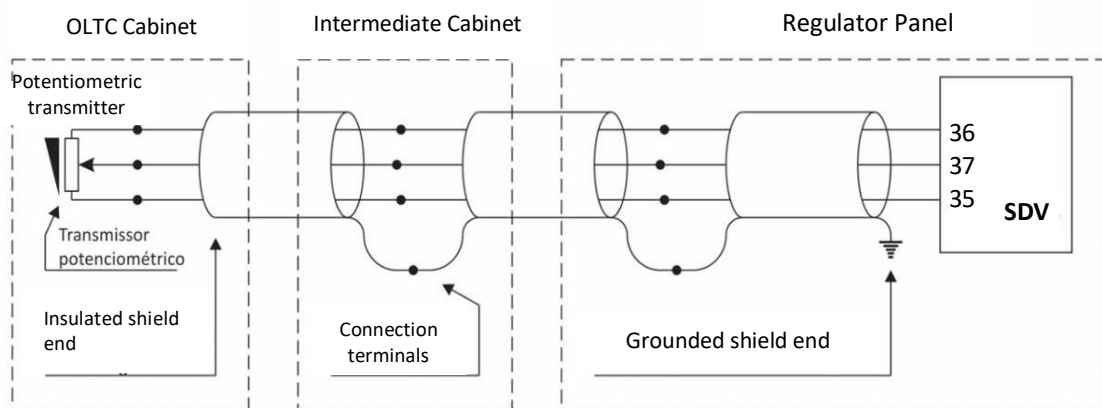 OLTC Cabinet
Intermediate Cabinet
Regulator Panel
Potentiometric
transmitter
36
37
35
SDV
Transmissor
potenciométrico
Insulated shield
end
Connection
terminals
Grounded shield end